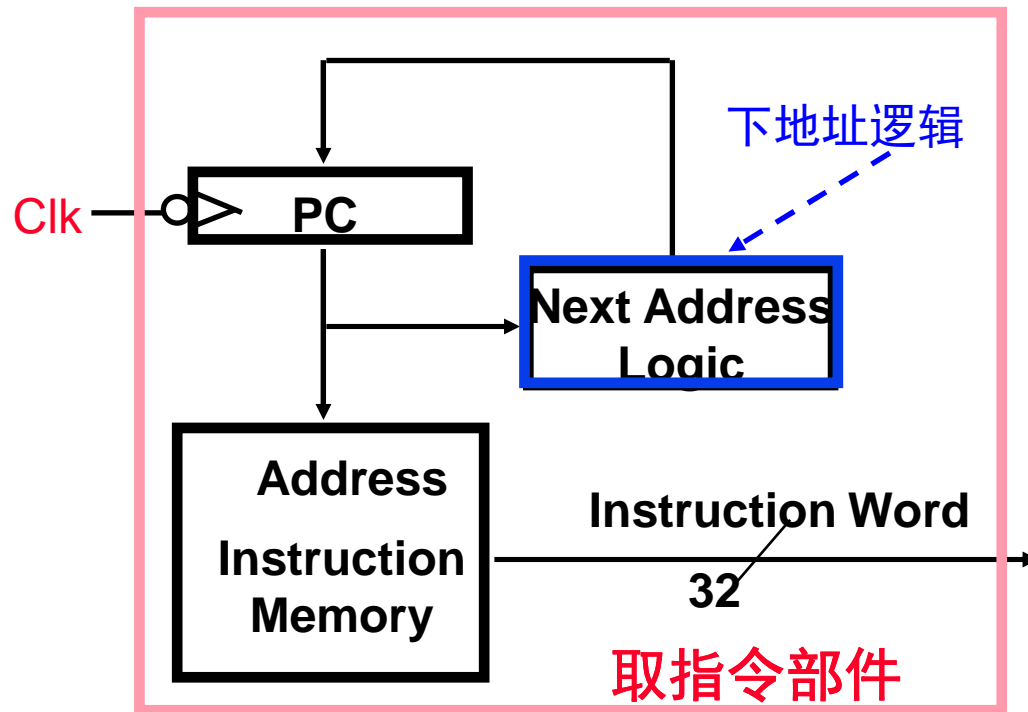 下地址逻辑
Clk
PC
Next Address
Logic
Address
Instruction
Memory
Instruction Word
32
取指令部件